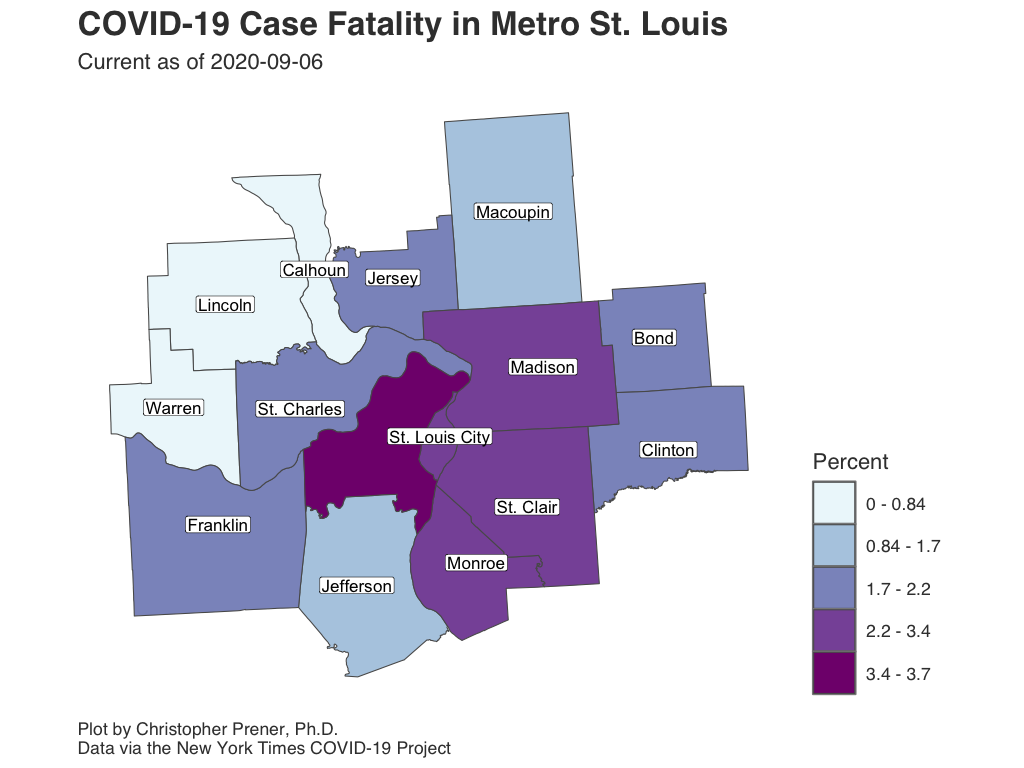 COVID-19 Case Fatality in Metro St. Louis
Current as of 2020-09-06
Macoupin
Calhoun
Jersey
Lincoln
Bond
Madison
Warren
St. Charles
St. Louis City
Clinton
St. Clair
Franklin
Monroe
Jefferson
Percent
0 - 0.84
0.84 - 1.7
1.7 - 2.2
2.2 - 3.4
3.4 - 3.7
Plot by Christopher Prener, Ph.D.
Data via the New York Times COVID-19 Project